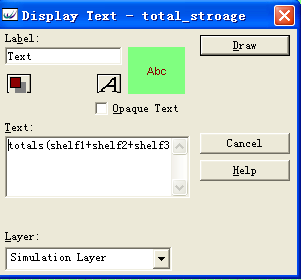 Display Text - total_stroage
Label:
Draw
Text
Abc
A
Opaque Text
Text:
totals(shelf1+shelf2+shelf3
Cancel
Help
Layer:
Simulation Layer